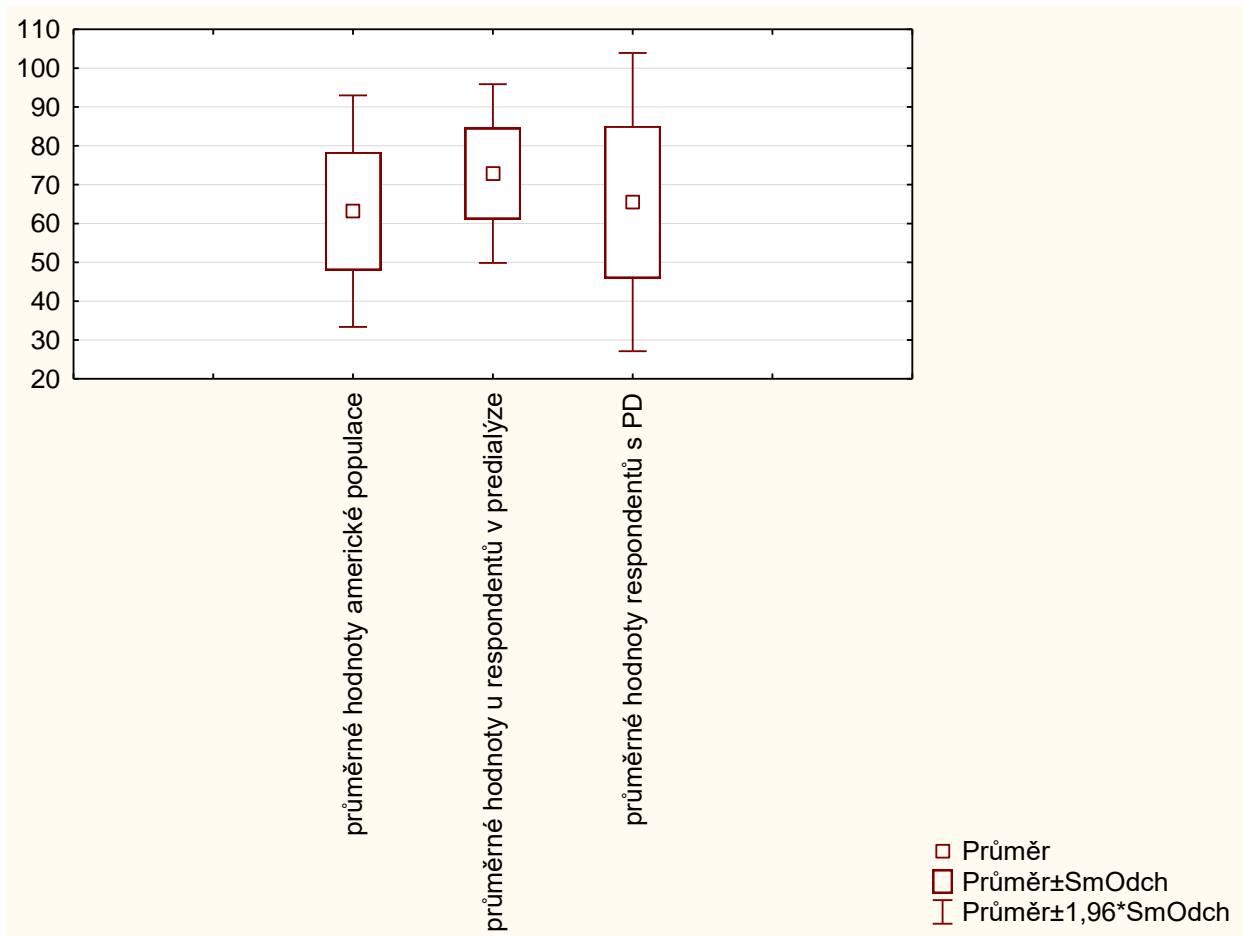 110
100
90
80
70
60
50
40
30
20
průměrné hodnoty americké populace
průměrné hodnoty u respondentů v predialýze
průměrné hodnoty respondentů s PD
Průměr
Průměr±SmOdch
Průměr±1,96*SmOdch